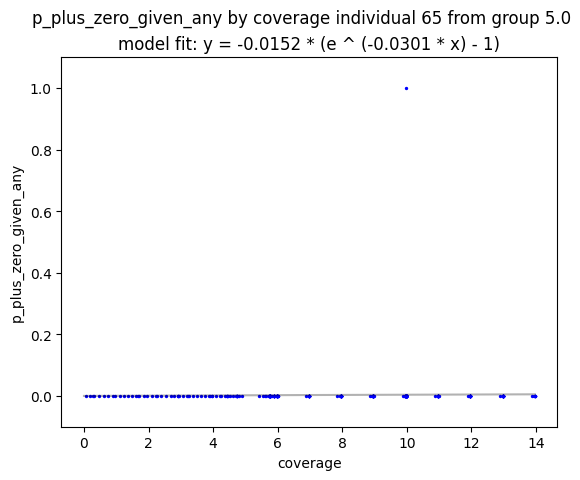 p_plus_zero_given_any by coverage individual 65 from group 5.0
model fit: y = -0.0152 * (e ^ (-0.0301 * x) - 1)
1.0
0.8
0.6
0.4
0.2
0.0
p_plus_zero_given_any
0 2 4 6 8 10 12 14
coverage